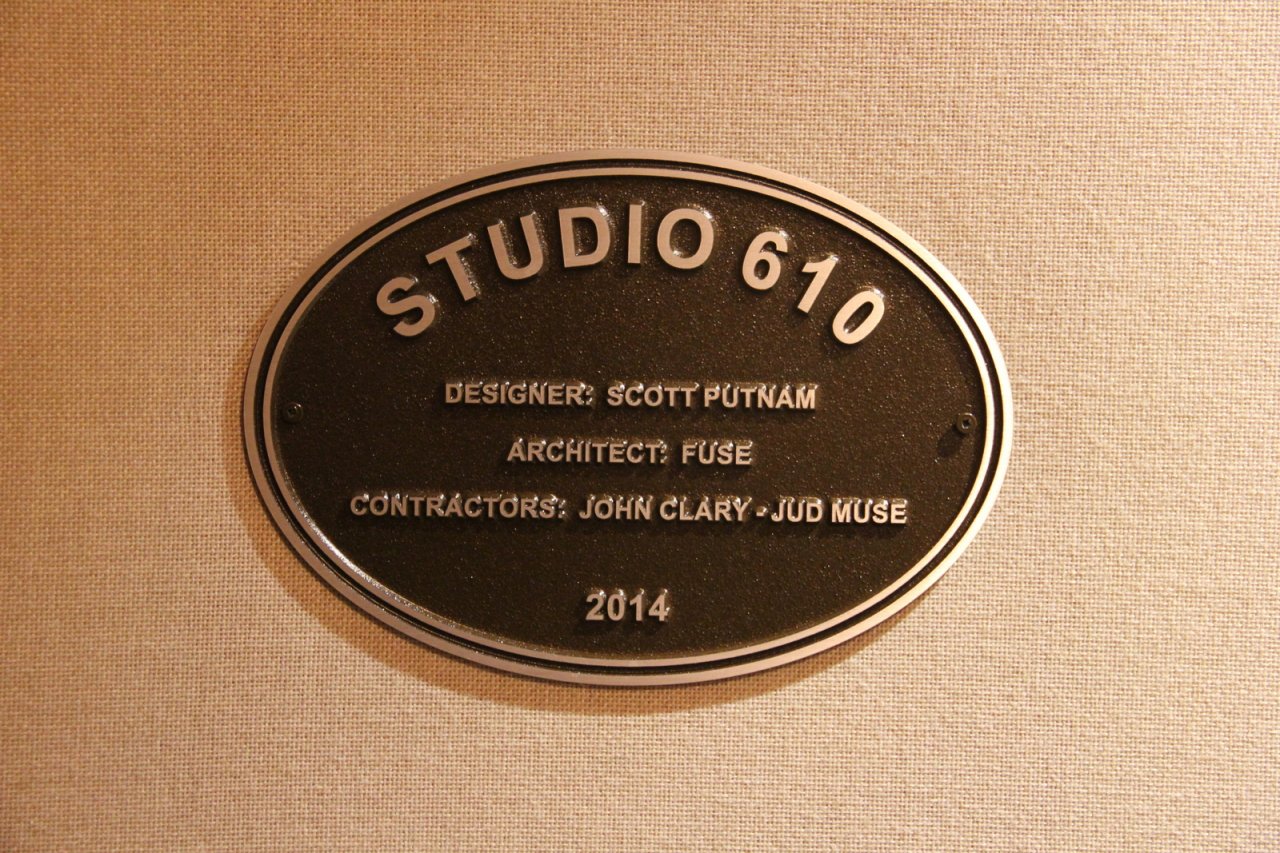 STUDIO 610
DESIGNER: SCOTT PUTNAM
ARCHITECT: FUSE
CONTRACTORS: JOHN CLARY - JUD MUSE
2014